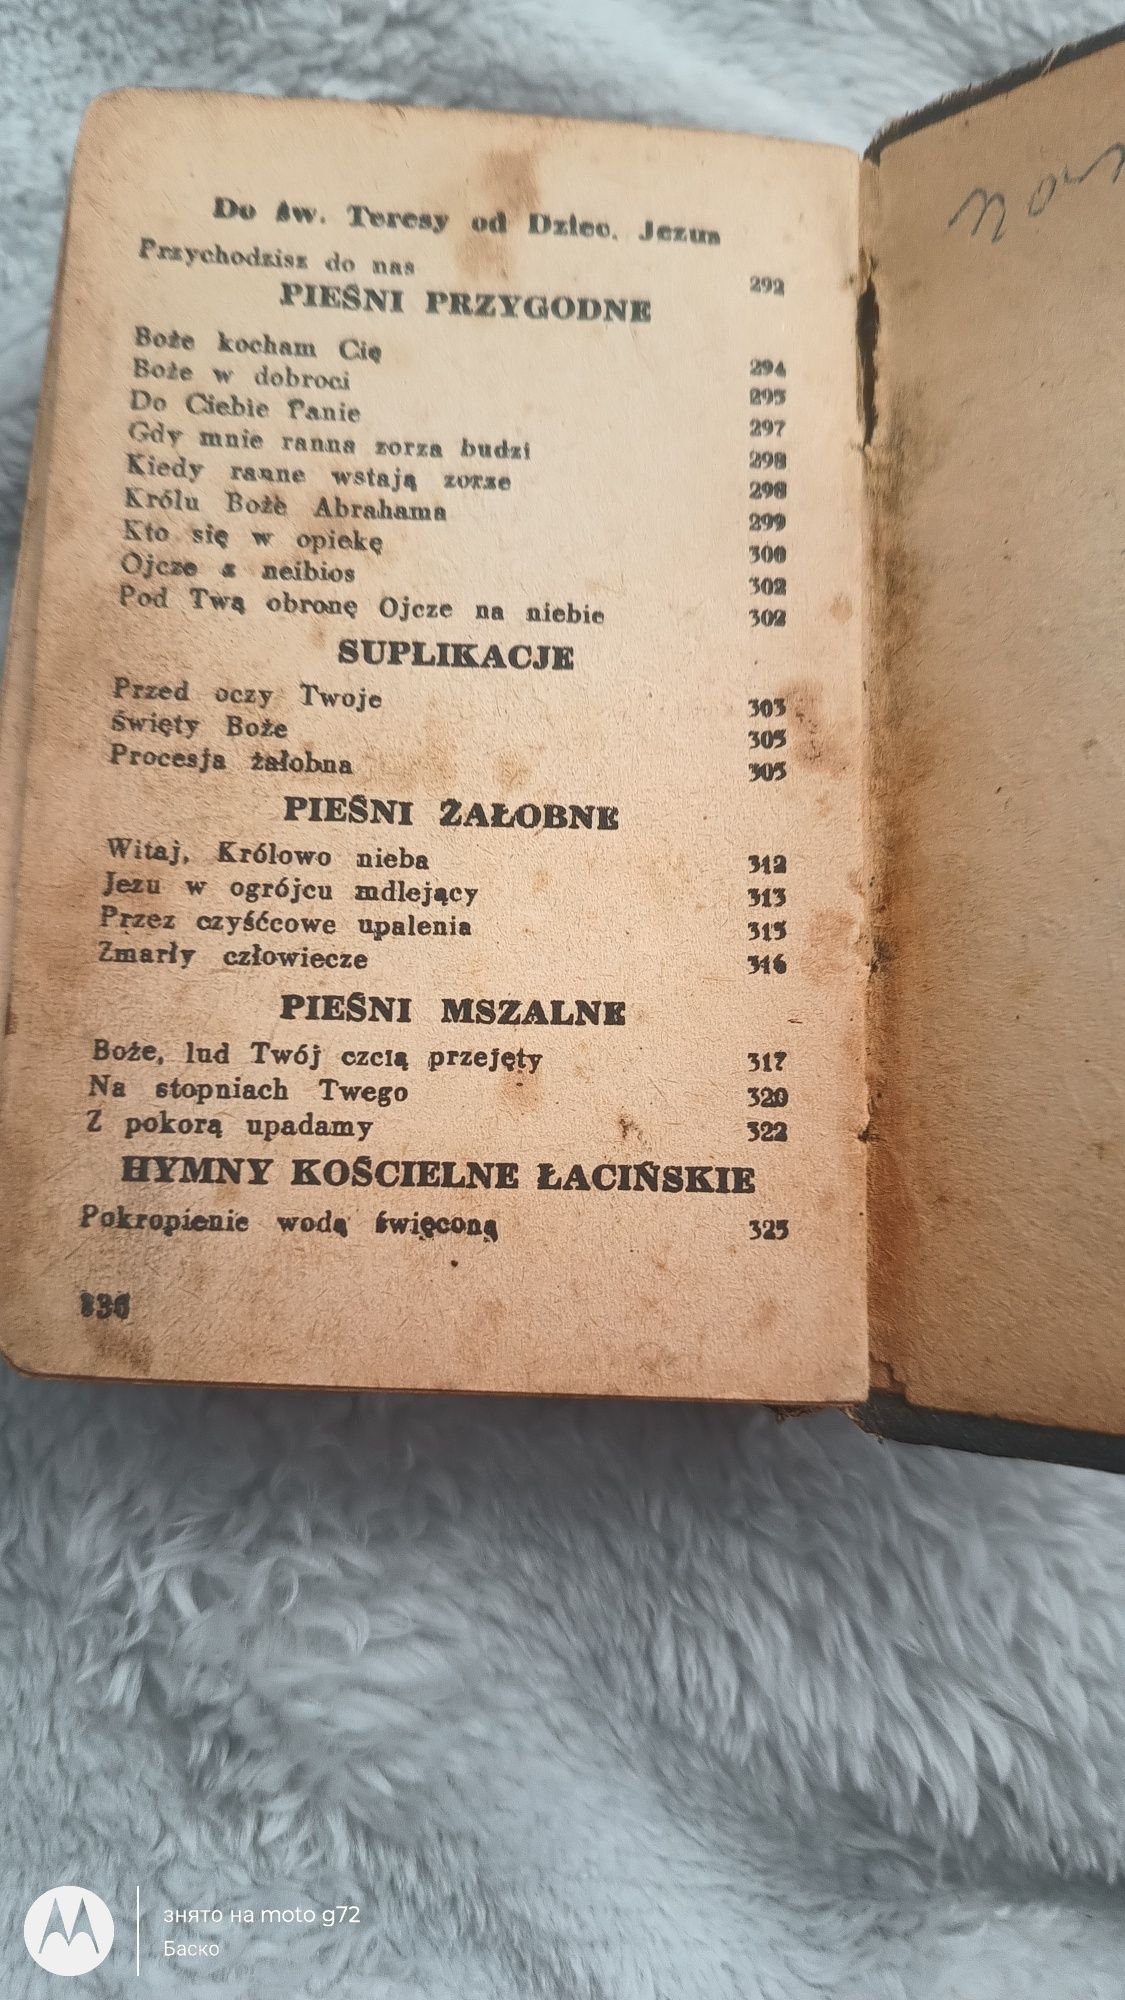 Do św. Teresy od Dziec. Jezus
Przychodzisz do nas 292
PIEŚNI PRZYGODNE
Boże kocham Cię 294
Boże w dobroci 295
Do Ciebie Panie 297
Gdy mnie ranna zorza budzi 298
Kiedy ranne wstają zorze 298
Królu Boże Abrahama 299
Kto się w opiekę 300
Ojcze z neibios 302
Pod Twą obronę Ojcze na niebie 302
SUPLIKACJE
Przed oczy Twoje 303
święty Boże 305
Procesja żałobna 305
PIEŚNI ŻAŁOBNE
Witaj, Królowo nieba 312
Jezu w ogrójcu mdlejący 313
Przez czyśćcowe upalenia 315
Zmarły człowiecze 316
PIEŚNI MSZALNE
Boże, lud Twój czcią przejęty 317
Na stopniach Twego 320
Z pokorą upadamy 322
HYMNY KOŚCIELNE ŁACIŃSKIE
Pokropienie wodą święconą 325
336
знято на moto g72
Баско